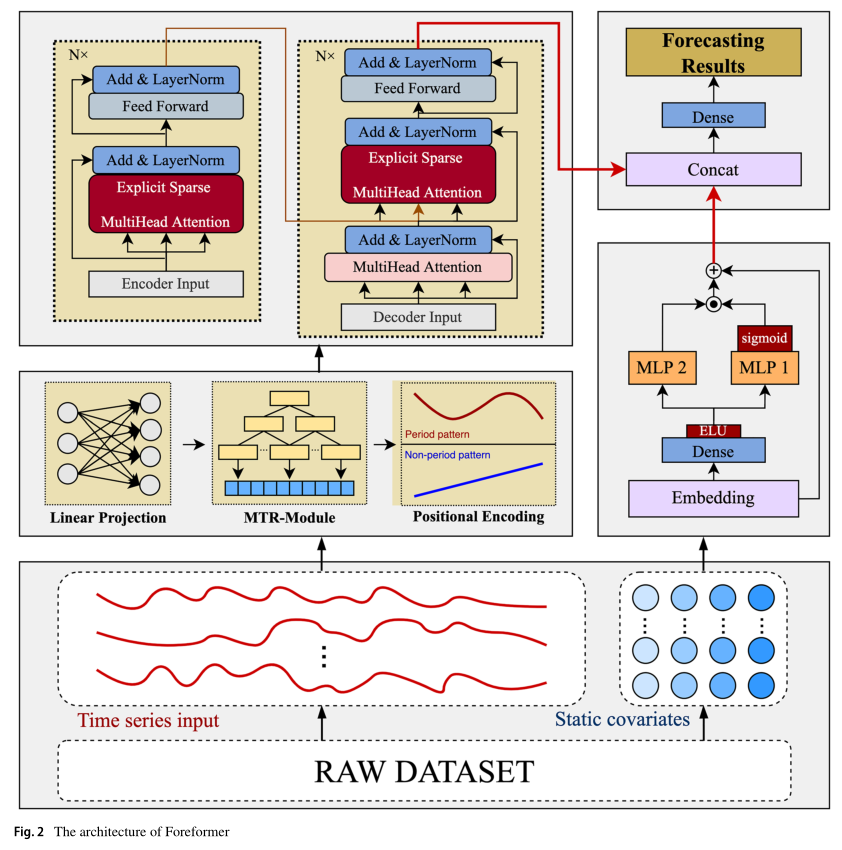 N×
Add & LayerNorm
Feed Forward
Add & LayerNorm
Explicit Sparse
MultiHead Attention
Encoder Input
N×
Add & LayerNorm
Feed Forward
Add & LayerNorm
Explicit Sparse
MultiHead Attention
Add & LayerNorm
MultiHead Attention
Decoder Input
Forecasting
Results
Dense
Concat
sigmoid
MLP 2
MLP 1
ELU
Dense
Embedding
Linear Projection
MTR-Module
Period pattern
Non-period pattern
Positional Encoding
Time series input
Static covariates
RAW DATASET
Fig. 2 The architecture of Foreformer